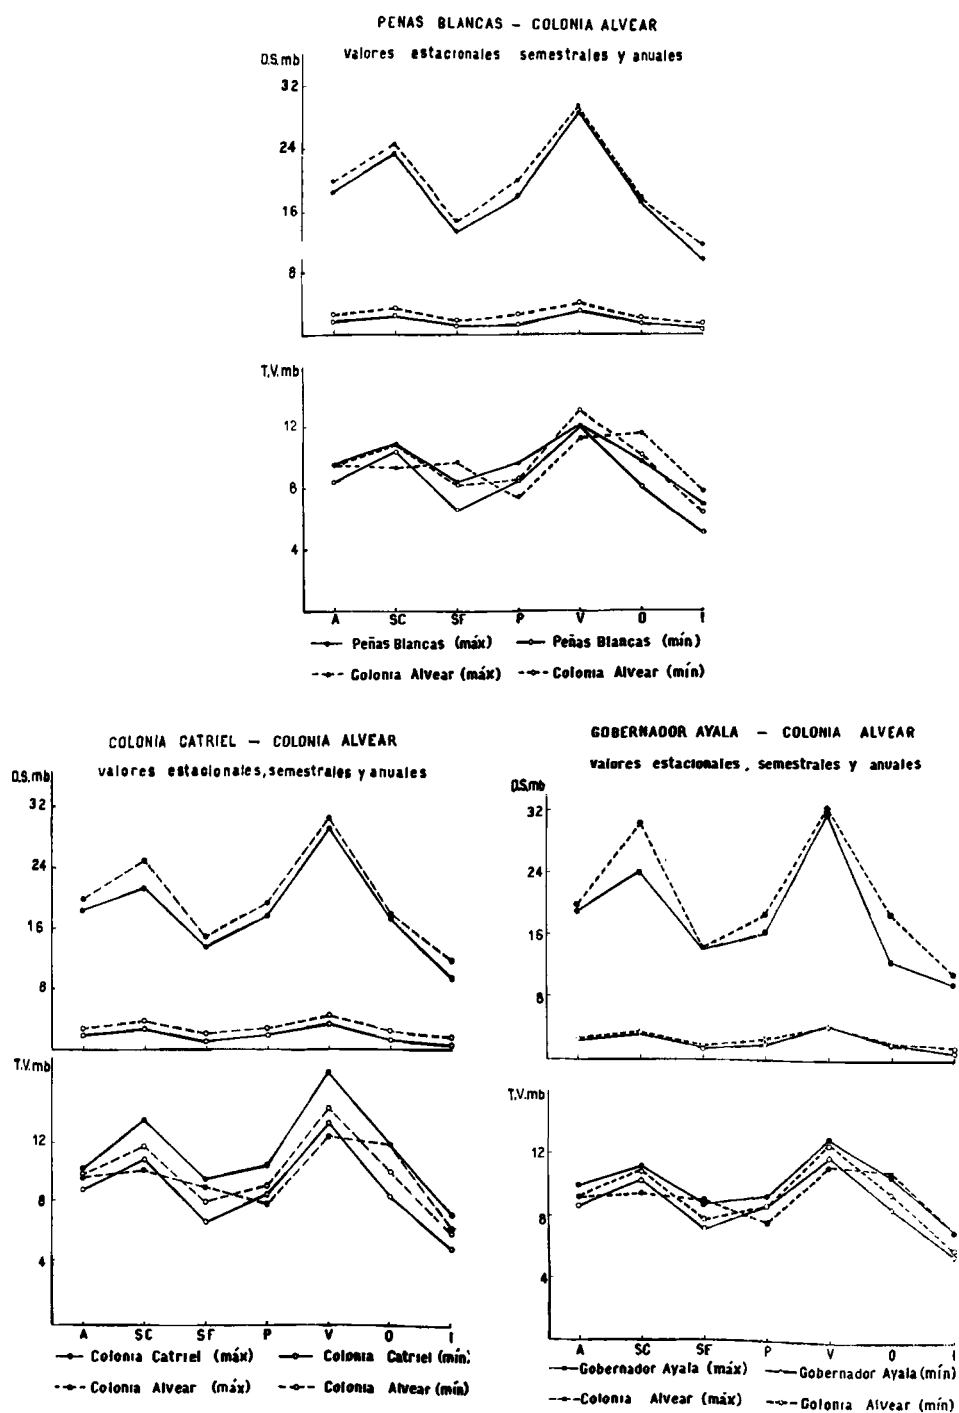 PENAS BLANCAS – COLONIA ALVEAR
valores estacionales semestrales y anuales
D.S. mb
32
24
16
8
T.V. mb
12
8
4
A SC SF P V O I
Peñas Blancas (máx) Peñas Blancas (mín)
Colonia Alvear (máx) Colonia Alvear (mín)
COLONIA CATRIEL – COLONIA ALVEAR
valores estacionales, semestrales y anuales
D.S. mb
32
24
16
8
T.V. mb
12
8
4
A SC SF P V O I
Colonia Catriel (máx) Colonia Catriel (mín)
Colonia Alvear (máx) Colonia Alvear (mín)
GOBERNADOR AYALA – COLONIA ALVEAR
valores estacionales, semestrales y anuales
D.S. mb
32
24
16
8
T.V. mb
12
8
4
A SC SF P V O I
Gobernador Ayala (máx) Gobernador Ayala (mín)
Colonia Alvear (máx) Colonia Alvear (mín)